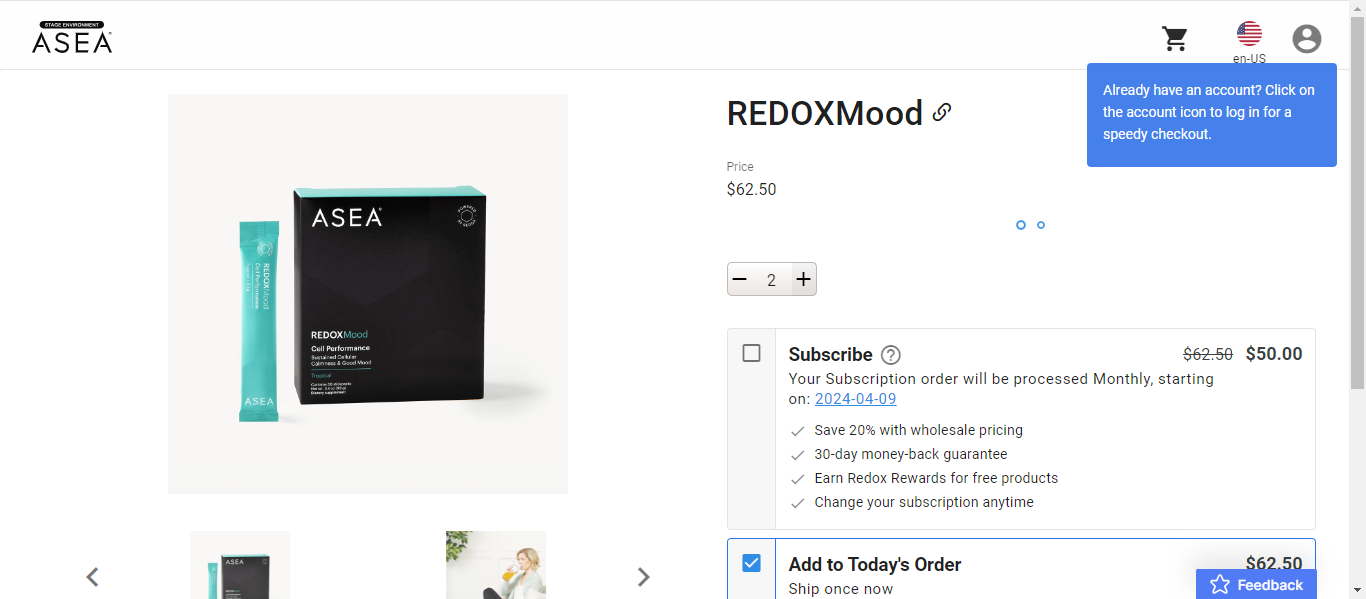 STAGE ENVIRONMENT
ASEA
en-US
Already have an account? Click on
the account icon to log in for a
speedy checkout.
REDOXMood
Price
$62.50
2
ASEA
REDOXMood
Cell Performance
Sustained Cellular
Calmness & Good Mood
Tropical
Dietary supplement
REDOXMood
Cell Performance
ASEA
Subscribe
$62.50 $50.00
Your Subscription order will be processed Monthly, starting
on: 2024-04-09
Save 20% with wholesale pricing
30-day money-back guarantee
Earn Redox Rewards for free products
Change your subscription anytime
Add to Today's Order
$62.50
Ship once now
Feedback
ASEA